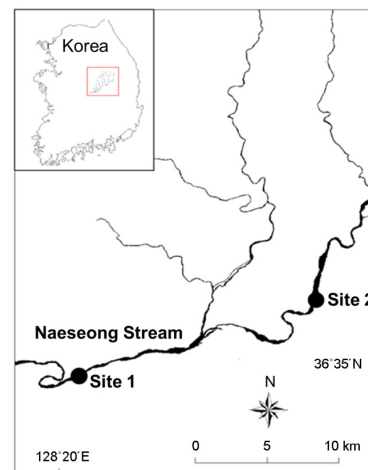 Korea
Site 2
Naeseong Stream
36°35'N
Site 1
N
128°20'E
0 5 10 km